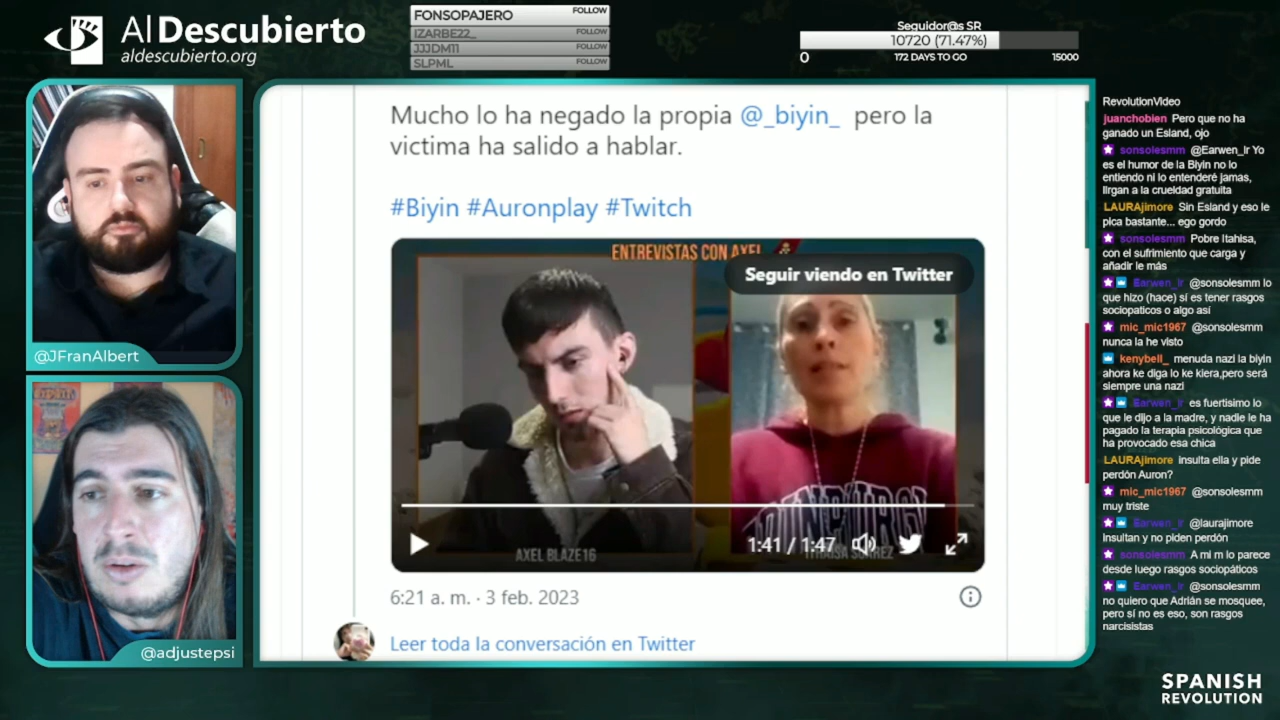 Al Descubierto
aldescubierto.org
FONSOPAJERO FOLLOW
IZARBE22_ FOLLOW
JJJDM11 FOLLOW
SLPML FOLLOW
Seguidor@s SR
10720 (71.47%)
0 172 DAYS TO GO 15000
@JFranAlbert
@adjustepsi
Mucho lo ha negado la propia @_biyin_ pero la
victima ha salido a hablar.
#Biyin #Auronplay #Twitch
ENTREVISTAS CON AXEL
Seguir viendo en Twitter
1:41 / 1:47
AXEL BLAZE16
6:21 a. m. · 3 feb. 2023
Leer toda la conversación en Twitter
RevolutionVideo
juanchobien Pero que no ha
ganado un Esland, ojo
sonsolesmm @Earwen_Ir Yo
es el humor de la Biyin no lo
entiendo ni lo entenderé jamas,
llrgan a la crueldad gratuita
LAURAjimore Sin Esland y eso le
pica bastante... ego gordo
sonsolesmm Pobre Itahisa,
con el sufrimiento que carga y
añadir le más
Earwen_Ir @sonsolesmm lo
que hizo (hace) sí es tener rasgos
sociopaticos o algo así
mic_mic1967 @sonsolesmm
nunca la he visto
kenybell_ menuda nazi la biyin
ahora ke diga lo ke kiera,pero será
siempre una nazi
Earwen_Ir es fuertisimo lo
que le dijo a la madre, y nadie le ha
pagado la terapia psicológica que
ha provocado esa chica
LAURAjimore insulta ella y pide
perdón Auron?
mic_mic1967 @sonsolesmm
muy triste
Earwen_Ir @laurajimore
Insultan y no piden perdón
sonsolesmm A mi m lo parece
desde luego rasgos sociopáticos
Earwen_Ir @sonsolesmm
no quiero que Adrián se mosquee,
pero sí no es eso, son rasgos
narcisistas
SPANISH
REVOLUTION